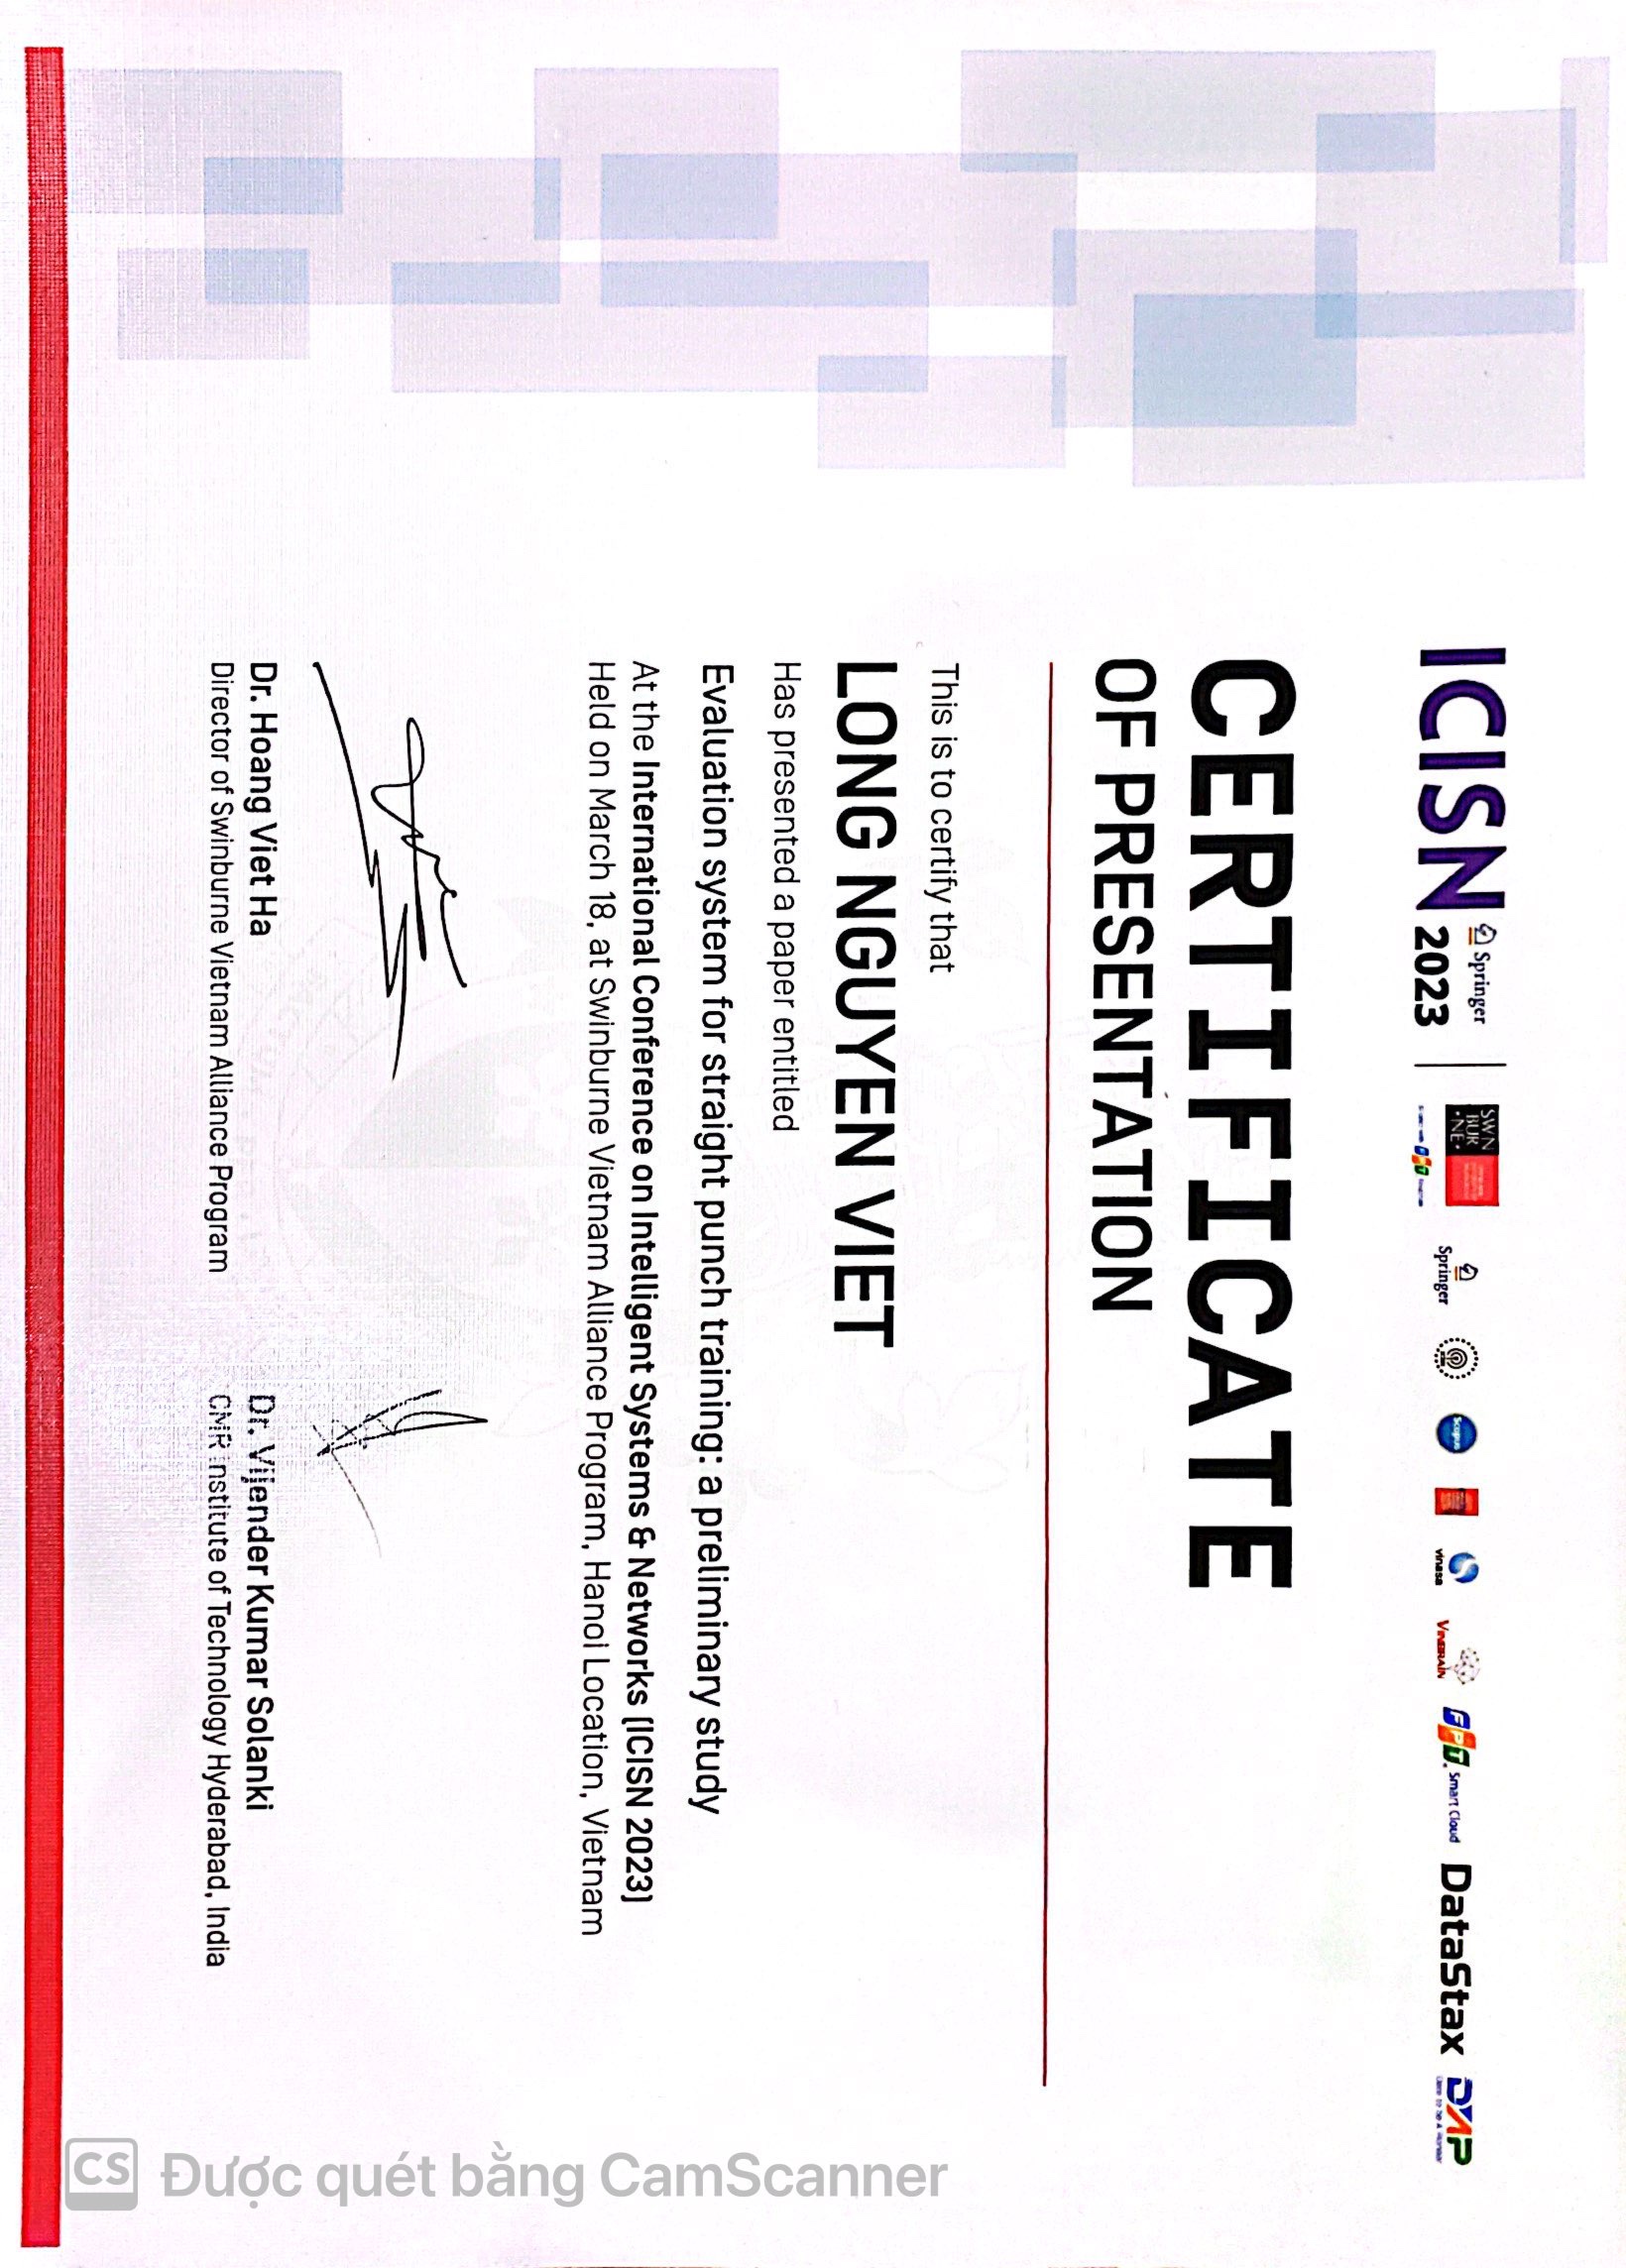 ICISN Springer 2023
SWIN BUR •NE•
Springer
Scopus
vinasa
VINBRAIN
FPT. Smart Cloud
DataStax
DAP
CERTIFICATE
OF PRESENTATION
This is to certify that
LONG NGUYEN VIET
Has presented a paper entitled
Evaluation system for straight punch training: a preliminary study
At the International Conference on Intelligent Systems & Networks (ICISN 2023)
Held on March 18, at Swinburne Vietnam Alliance Program, Hanoi Location, Vietnam
Dr. Hoang Viet Ha
Director of Swinburne Vietnam Alliance Program
Dr. Vijender Kumar Solanki
CMR Institute of Technology Hyderabad, India
CS Được quét bằng CamScanner